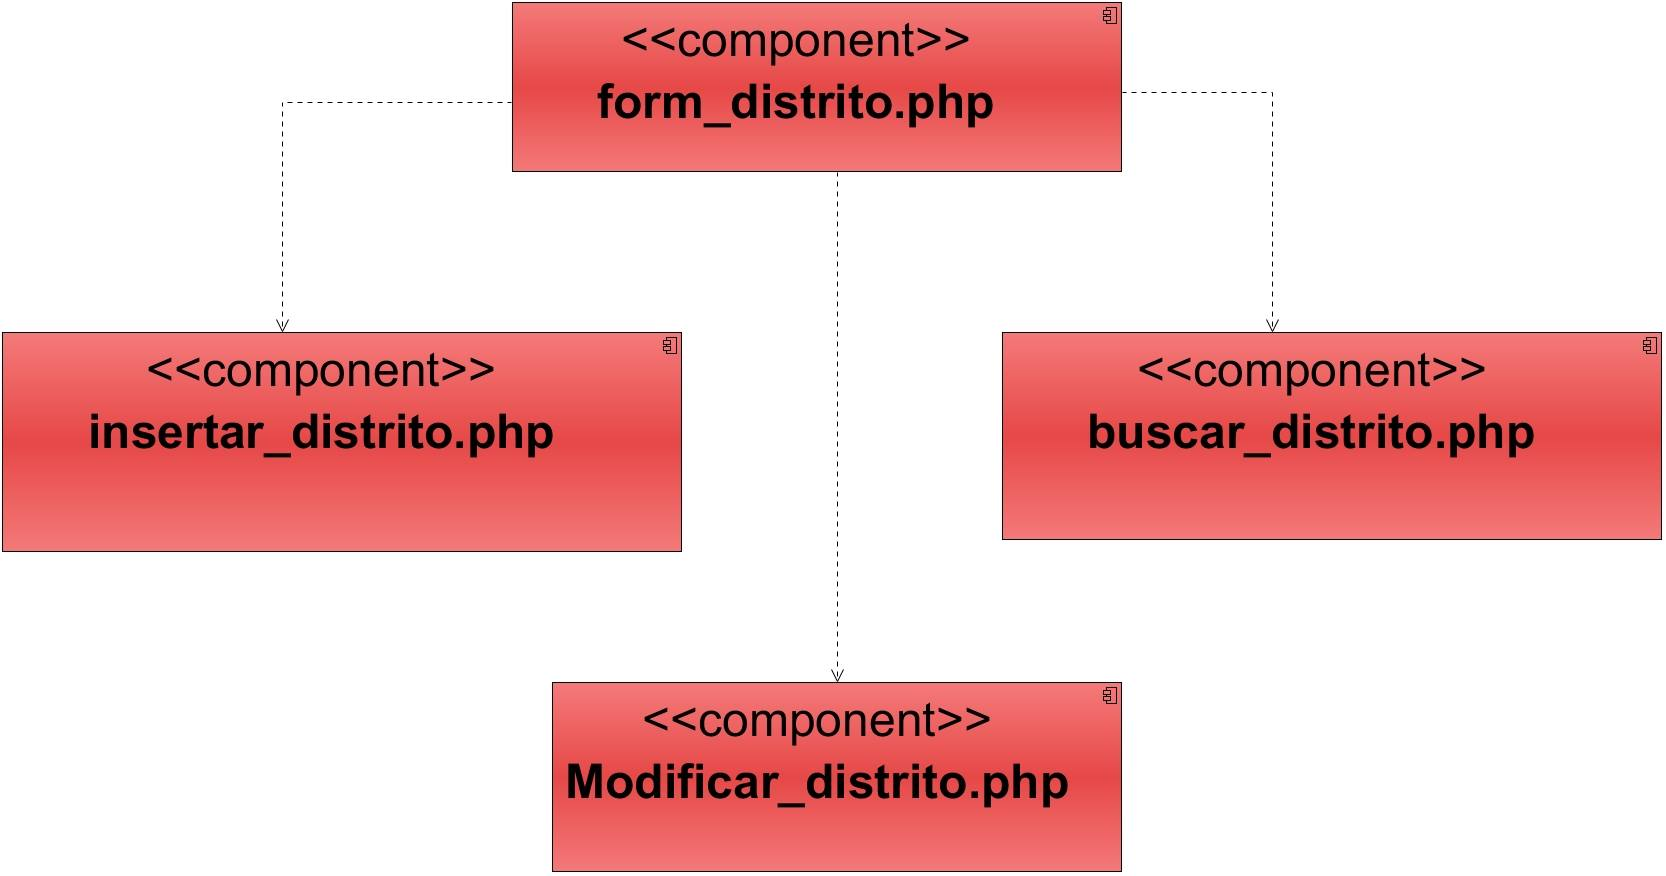 <<component>>
form_distrito.php
<<component>>
insertar_distrito.php
<<component>>
buscar_distrito.php
<<component>>
Modificar_distrito.php